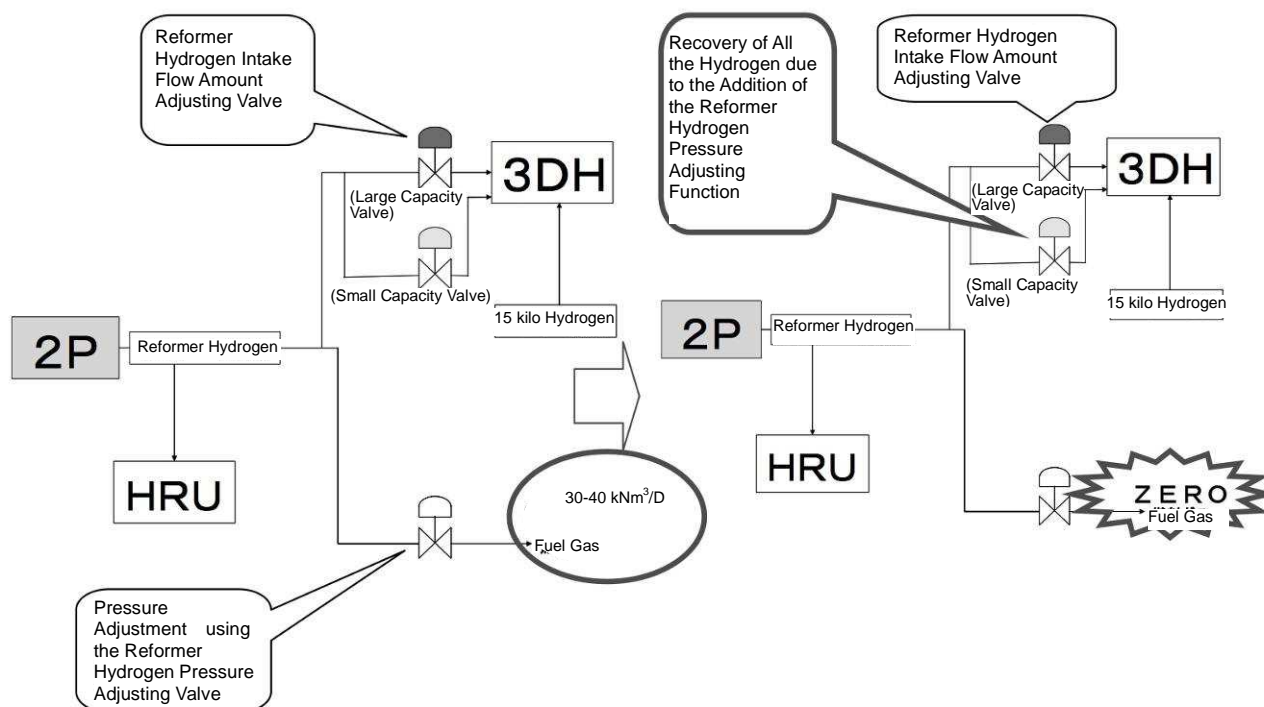 Reformer
Hydrogen Intake
Flow Amount
Adjusting Valve
3DH
(Large Capacity
Valve)
(Small Capacity Valve)
15 kilo Hydrogen
2P
Reformer Hydrogen
HRU
30-40 kNm³/D
Fuel Gas
Pressure
Adjustment using
the Reformer
Hydrogen Pressure
Adjusting Valve
Recovery of All
the Hydrogen due
to the Addition of
the Reformer
Hydrogen
Pressure
Adjusting
Function
Reformer Hydrogen
Intake Flow Amount
Adjusting Valve
3DH
(Large Capacity
Valve)
(Small Capacity
Valve)
15 kilo Hydrogen
2P
Reformer Hydrogen
HRU
ZERO
Fuel Gas